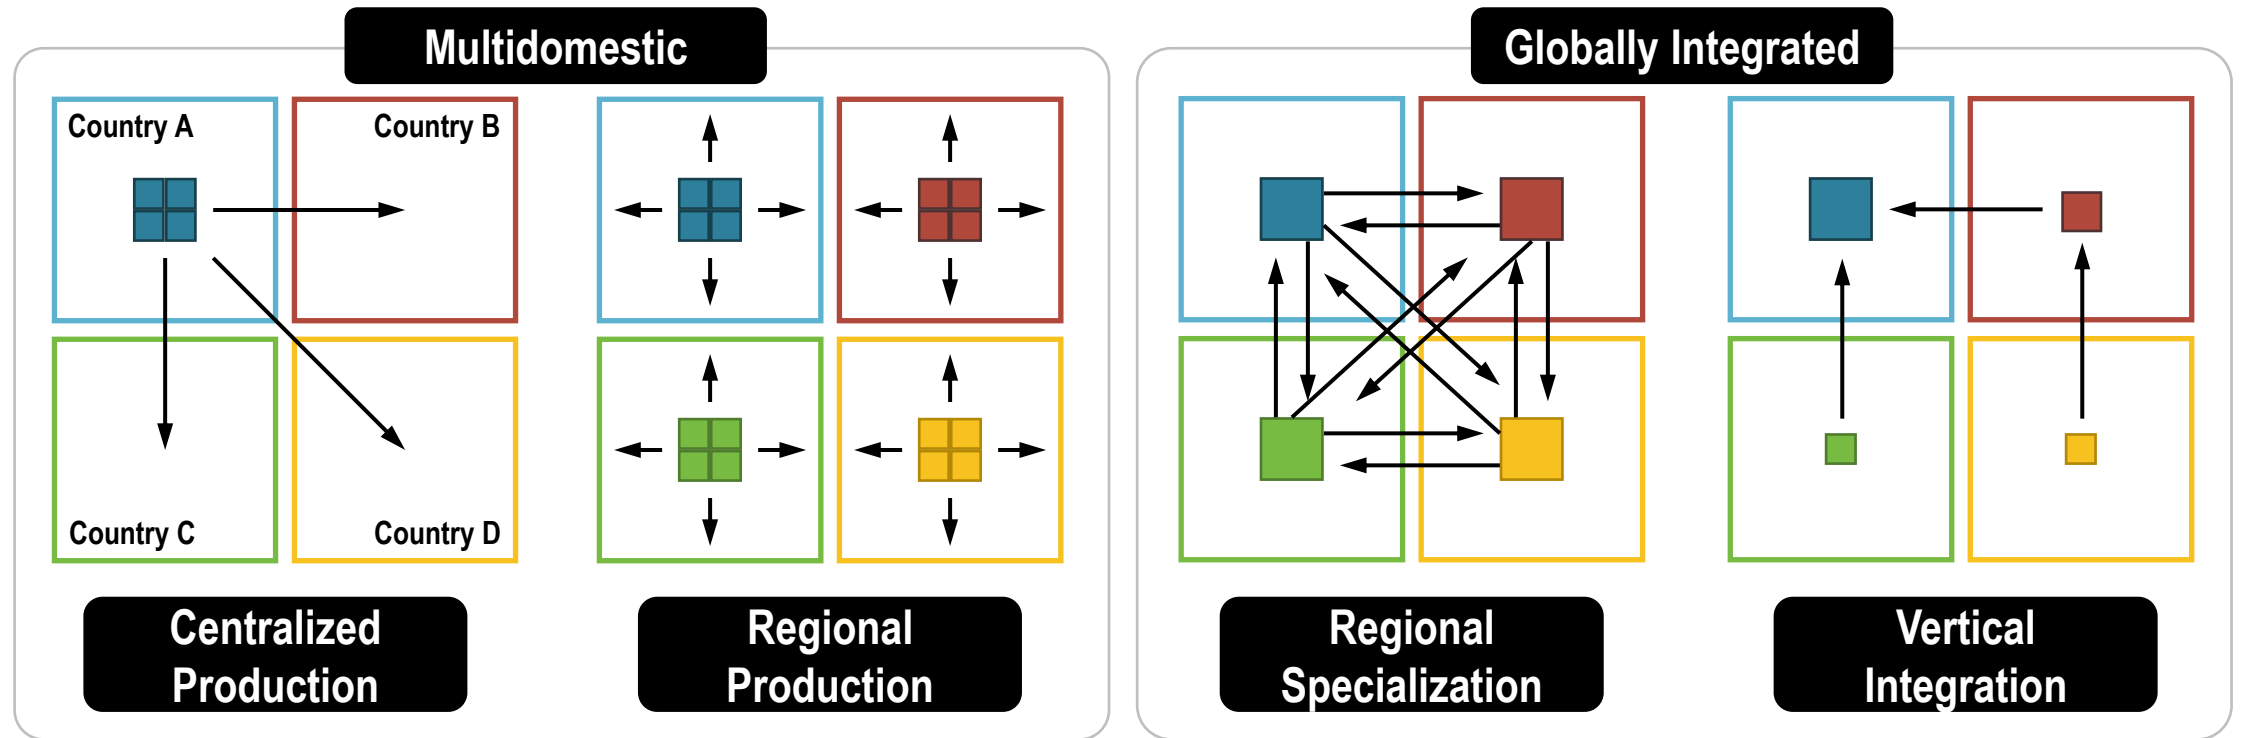 Multidomestic
Globally Integrated
Country A
Country B
Country C
Country D
Centralized
Production
Regional
Production
Regional
Specialization
Vertical
Integration